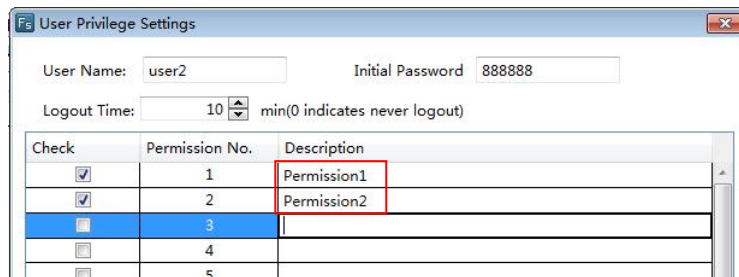 Fs User Privilege Settings
User Name: user2 Initial Password 888888
Logout Time: 10 min(0 indicates never logout)
Check Permission No. Description
1 Permission1
2 Permission2
3
4
5